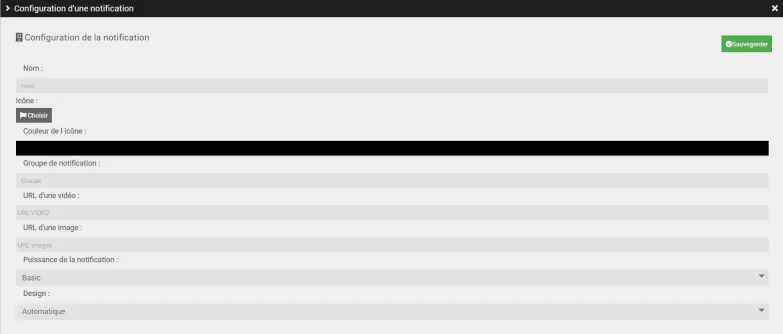 Configuration d'une notification
Configuration de la notification
Sauvegarder
Nom :
Nom
Icône :
Choisir
Couleur de l icône :
Groupe de notification :
Groupe
URL d'une vidéo :
URL VIDEO
URL d'une image :
URL images
Puissance de la notification :
Basic
Design :
Automatique